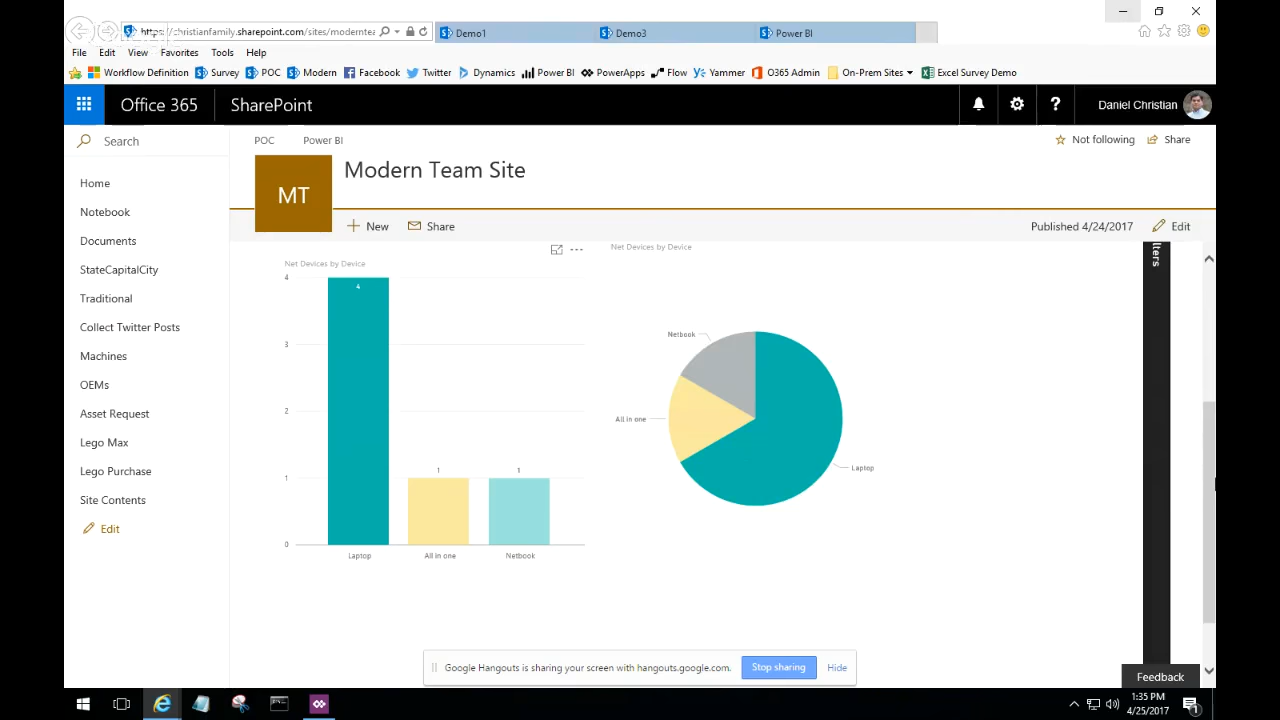 https://christianfamily.sharepoint.com/sites/moderntea
Demo1
Demo3
Power BI
File Edit View Favorites Tools Help
Workflow Definition Survey POC Modern Facebook Twitter Dynamics Power BI PowerApps Flow Yammer O365 Admin On-Prem Sites Excel Survey Demo
Office 365 SharePoint ? Daniel Christian
Search
POC Power BI
Not following Share
MT
Modern Team Site
New Share
Published 4/24/2017 Edit
Home
Notebook
Documents
StateCapitalCity
Traditional
Collect Twitter Posts
Machines
OEMs
Asset Request
Lego Max
Lego Purchase
Site Contents
Edit
Net Devices by Device
4
3
2
1
0
4
1
1
Laptop All in one Netbook
Net Devices by Device
Netbook
All in one
Laptop
lters
Google Hangouts is sharing your screen with hangouts.google.com. Stop sharing Hide
Feedback
1:35 PM
4/25/2017
1